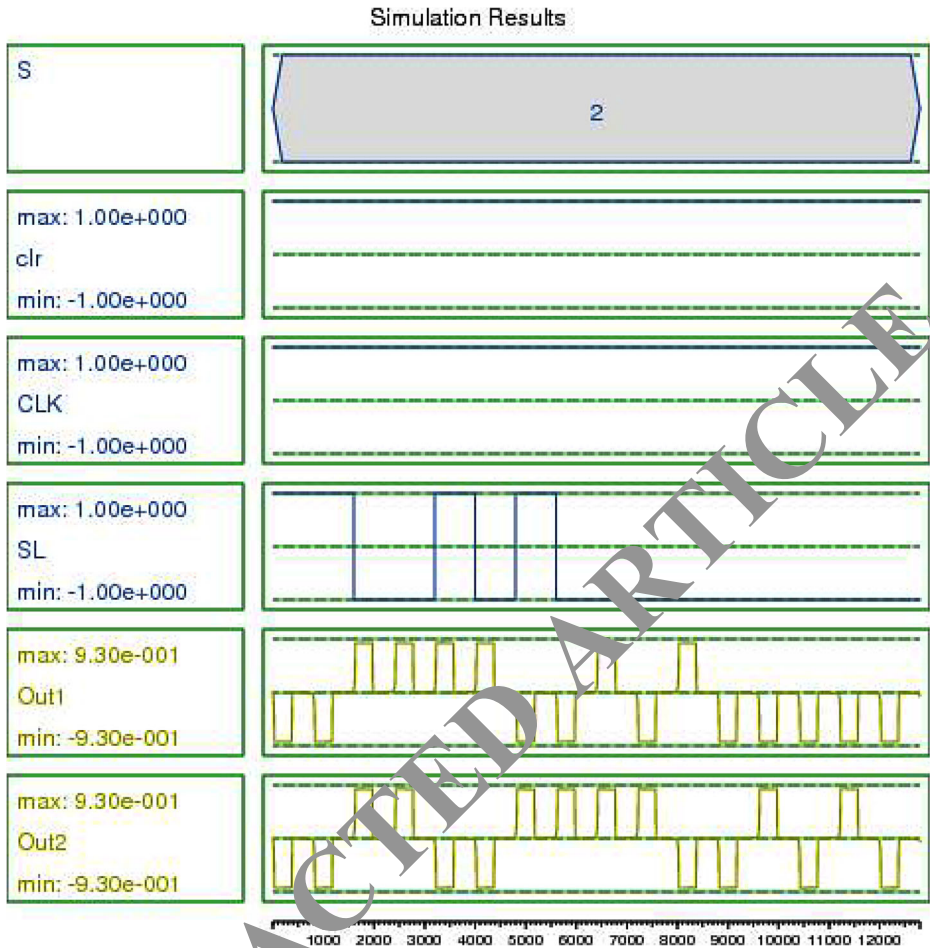 Simulation Results
S
2
max: 1.00e+000
clr
min: -1.00e+000
max: 1.00e+000
CLK
min: -1.00e+000
max: 1.00e+000
SL
min: -1.00e+000
max: 9.30e-001
Out1
min: -9.30e-001
max: 9.30e-001
Out2
min: -9.30e-001
1000 2000 3000 4000 5000 6000 7000 8000 9000 10000 11000 12000
ACTED ARTICLE